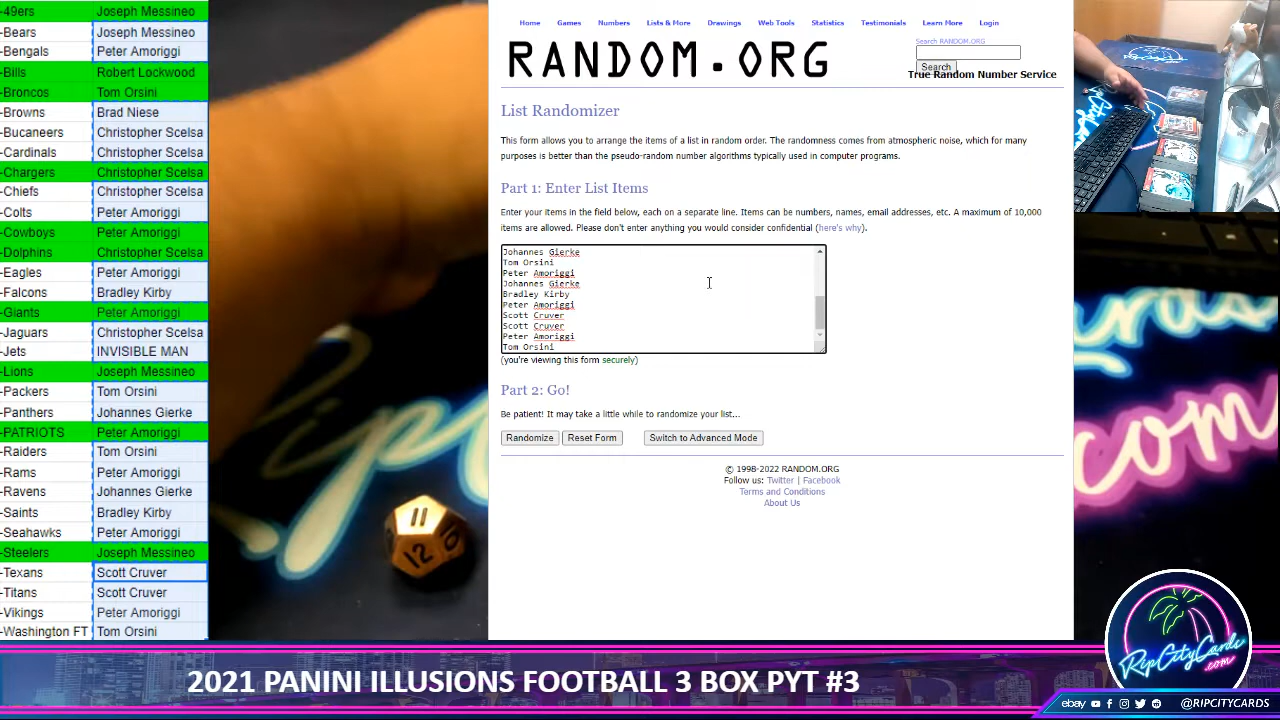 -49ers Joseph Messineo
-Bears Joseph Messineo
-Bengals Peter Amoriggi
-Bills Robert Lockwood
-Broncos Tom Orsini
-Browns Brad Niese
-Bucaneers Christopher Scelsa
-Cardinals Christopher Scelsa
-Chargers Christopher Scelsa
-Chiefs Christopher Scelsa
-Colts Peter Amoriggi
-Cowboys Peter Amoriggi
-Dolphins Christopher Scelsa
-Eagles Peter Amoriggi
-Falcons Bradley Kirby
-Giants Peter Amoriggi
-Jaguars Christopher Scelsa
-Jets INVISIBLE MAN
-Lions Joseph Messineo
-Packers Tom Orsini
-Panthers Johannes Gierke
-PATRIOTS Peter Amoriggi
-Raiders Tom Orsini
-Rams Peter Amoriggi
-Ravens Johannes Gierke
-Saints Bradley Kirby
-Seahawks Peter Amoriggi
-Steelers Joseph Messineo
-Texans Scott Cruver
-Titans Scott Cruver
-Vikings Peter Amoriggi
-Washington FT Tom Orsini
11
12
10
Home Games Numbers Lists & More Drawings Web Tools Statistics Testimonials Learn More Login
RANDOM.ORG
Search RANDOM.ORG
Search
True Random Number Service
List Randomizer
This form allows you to arrange the items of a list in random order. The randomness comes from atmospheric noise, which for many
purposes is better than the pseudo-random number algorithms typically used in computer programs.
Part 1: Enter List Items
Enter your items in the field below, each on a separate line. Items can be numbers, names, email addresses, etc. A maximum of 10,000
items are allowed. Please don't enter anything you would consider confidential (here's why).
Johannes Gierke
Tom Orsini
Peter Amoriggi
Johannes Gierke
Bradley Kirby
Peter Amoriggi
Scott Cruver
Scott Cruver
Peter Amoriggi
Tom Orsini
(you're viewing this form securely)
Part 2: Go!
Be patient! It may take a little while to randomize your list...
Randomize Reset Form Switch to Advanced Mode
© 1998-2022 RANDOM.ORG
Follow us: Twitter | Facebook
Terms and Conditions
About Us
com
2021 PANINI ILLUSIONS FOOTBALL 3 BOX PYT #3
RipCityCards
.com
ebay @RIPCITYCARDS